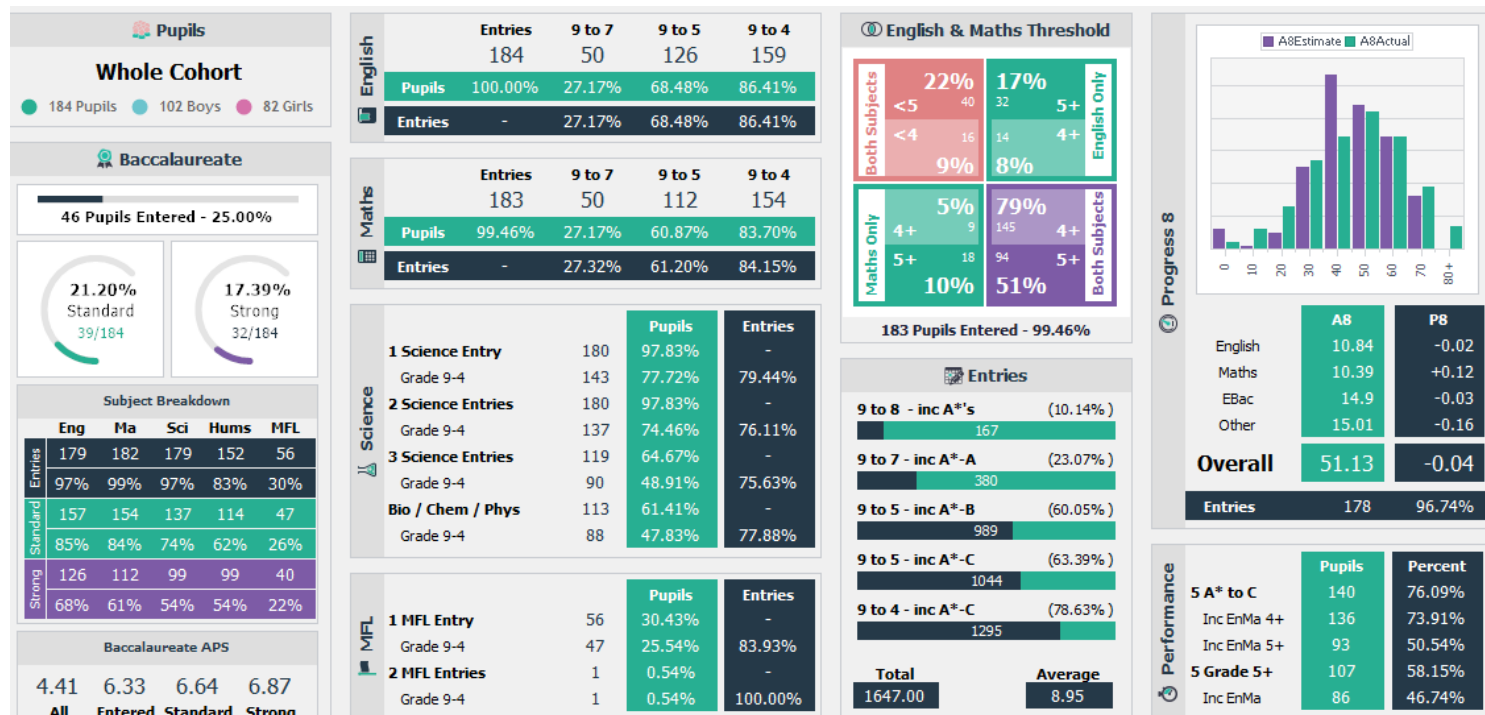 Pupils
Whole Cohort
184 Pupils 102 Boys 82 Girls
Baccalaureate
46 Pupils Entered - 25.00%
21.20% 17.39%
Standard Strong
39/184 32/184
Subject Breakdown
Eng Ma Sci Hums MFL
Entries
179 182 179 152 56
97% 99% 97% 83% 30%
Standard
157 154 137 114 47
85% 84% 74% 62% 26%
Strong
126 112 99 99 40
68% 61% 54% 54% 22%
Baccalaureate APS
4.41 6.33 6.64 6.87
All Entered Standard Strong
English
Entries 9 to 7 9 to 5 9 to 4
184 50 126 159
Pupils 100.00% 27.17% 68.48% 86.41%
Entries - 27.17% 68.48% 86.41%
Maths
Entries 9 to 7 9 to 5 9 to 4
183 50 112 154
Pupils 99.46% 27.17% 60.87% 83.70%
Entries - 27.32% 61.20% 84.15%
Science
Pupils Entries
1 Science Entry 180 97.83% -
Grade 9-4 143 77.72% 79.44%
2 Science Entries 180 97.83% -
Grade 9-4 137 74.46% 76.11%
3 Science Entries 119 64.67% -
Grade 9-4 90 48.91% 75.63%
Bio / Chem / Phys 113 61.41% -
Grade 9-4 88 47.83% 77.88%
MFL
Pupils Entries
1 MFL Entry 56 30.43% -
Grade 9-4 47 25.54% 83.93%
2 MFL Entries 1 0.54% -
Grade 9-4 1 0.54% 100.00%
English & Maths Threshold
Both Subjects
22%
<5 40
<4 16
9%
English Only
17%
32 5+
14 4+
8%
Maths Only
5%
4+ 9
5+ 18
10%
Both Subjects
79%
145 4+
94 5+
51%
183 Pupils Entered - 99.46%
Entries
9 to 8 - inc A*'s (10.14%)
167
9 to 7 - inc A*-A (23.07%)
380
9 to 5 - inc A*-B (60.05%)
989
9 to 5 - inc A*-C (63.39%)
1044
9 to 4 - inc A*-C (78.63%)
1295
Total Average
1647.00 8.95
Progress 8
A8Estimate A8Actual
0 10 20 30 40 50 60 70 80+
A8 P8
English 10.84 -0.02
Maths 10.39 +0.12
EBac 14.9 -0.03
Other 15.01 -0.16
Overall 51.13 -0.04
Entries 178 96.74%
Performance
Pupils Percent
5 A* to C 140 76.09%
Inc EnMa 4+ 136 73.91%
Inc EnMa 5+ 93 50.54%
5 Grade 5+ 107 58.15%
Inc EnMa 86 46.74%